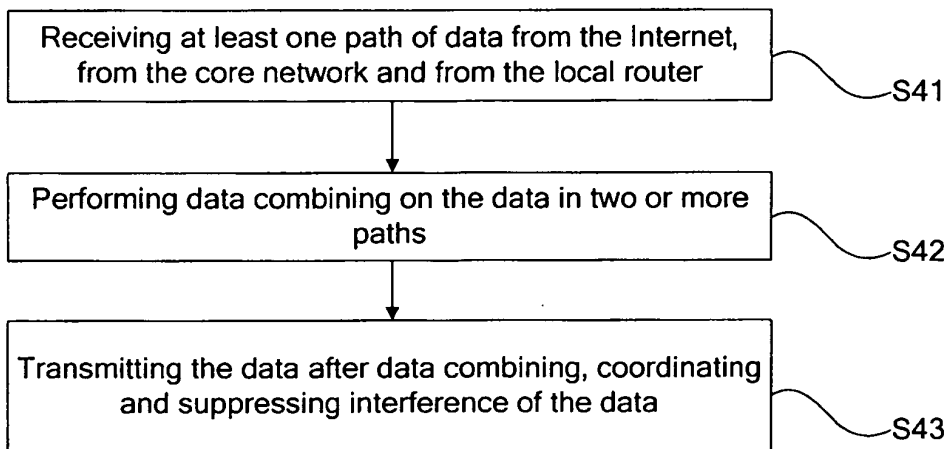 Receiving at least one path of data from the Internet,
from the core network and from the local router
S41
Performing data combining on the data in two or more
paths
S42
Transmitting the data after data combining, coordinating
and suppressing interference of the data
S43